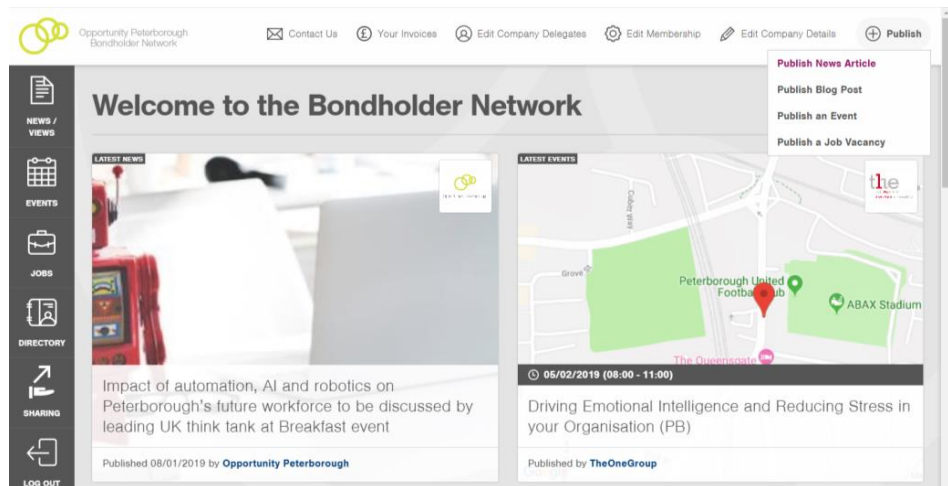 Opportunity Peterborough
Bondholder Network
Contact Us
Your Invoices
Edit Company Delegates
Edit Membership
Edit Company Details
Publish
Publish News Article
Publish Blog Post
Publish an Event
Publish a Job Vacancy
NEWS /
VIEWS
EVENTS
JOBS
DIRECTORY
SHARING
LOG OUT
Welcome to the Bondholder Network
LATEST NEWS
Impact of automation, AI and robotics on
Peterborough's future workforce to be discussed by
leading UK think tank at Breakfast event
Published 08/01/2019 by Opportunity Peterborough
LATEST EVENTS
the
Grove
Peterborough United
ABAX Stadium
The Queensgate
05/02/2019 (08:00 - 11:00)
Driving Emotional Intelligence and Reducing Stress in
your Organisation (PB)
Published by TheOneGroup